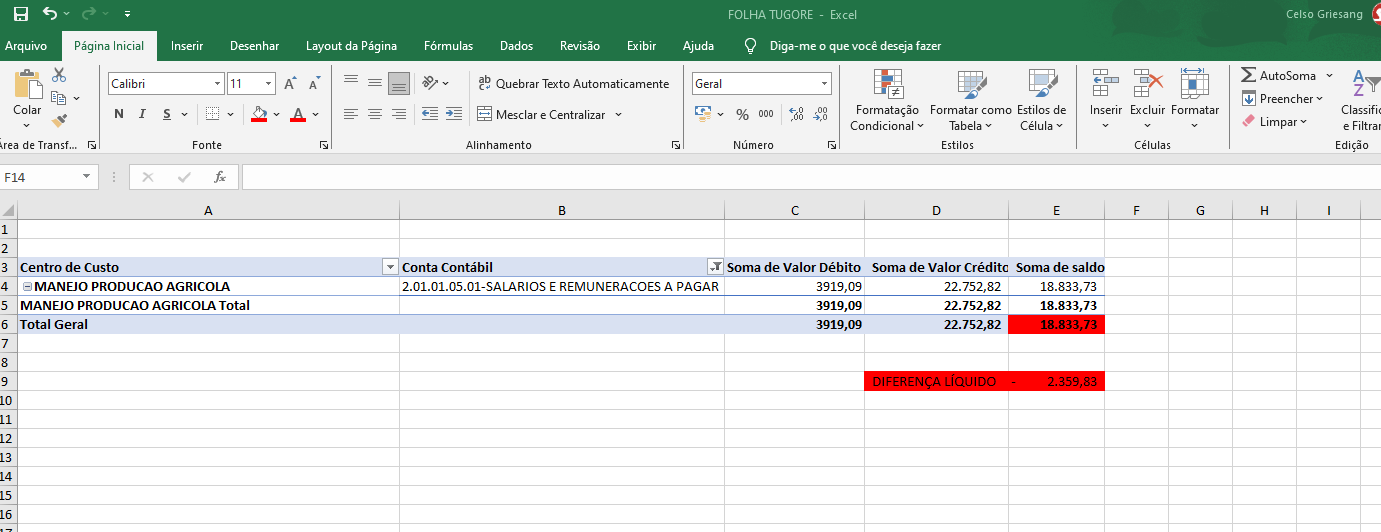 FOLHA TUGORE - Excel
Celso Griesang
Arquivo Página Inicial Inserir Desenhar Layout da Página Fórmulas Dados Revisão Exibir Ajuda Diga-me o que você deseja fazer
Colar
Área de Transf...
Calibri 11
N I S
A A
Fonte
ab Quebrar Texto Automaticamente
Mesclar e Centralizar
Alinhamento
Geral
% 000
Número
Formatação Condicional
Formatar como Tabela
Estilos de Célula
Estilos
Inserir Excluir Formatar
Células
AutoSoma
Preencher
Limpar
Classific
e Filtrar
Edição
F14 fx
A B C D E F G H I
1
2
3 Centro de Custo Conta Contábil Soma de Valor Débito Soma de Valor Crédito Soma de saldo
4 MANEJO PRODUCAO AGRICOLA 2.01.01.05.01-SALARIOS E REMUNERACOES A PAGAR 3919,09 22.752,82 18.833,73
5 MANEJO PRODUCAO AGRICOLA Total 3919,09 22.752,82 18.833,73
6 Total Geral 3919,09 22.752,82 18.833,73
7
8
9 DIFERENÇA LÍQUIDO - 2.359,83
10
11
12
13
14
15
16
17